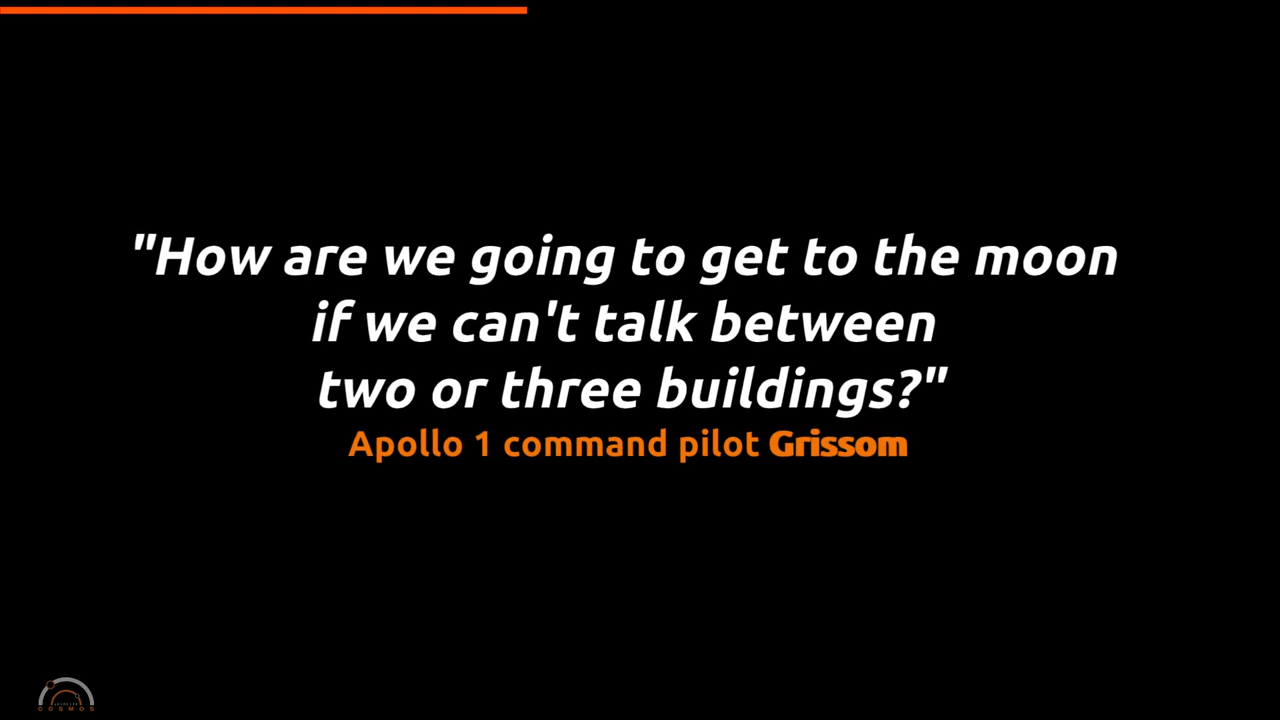 "How are we going to get to the moon
if we can't talk between
two or three buildings?"
Apollo 1 command pilot Grissom
COSMOS